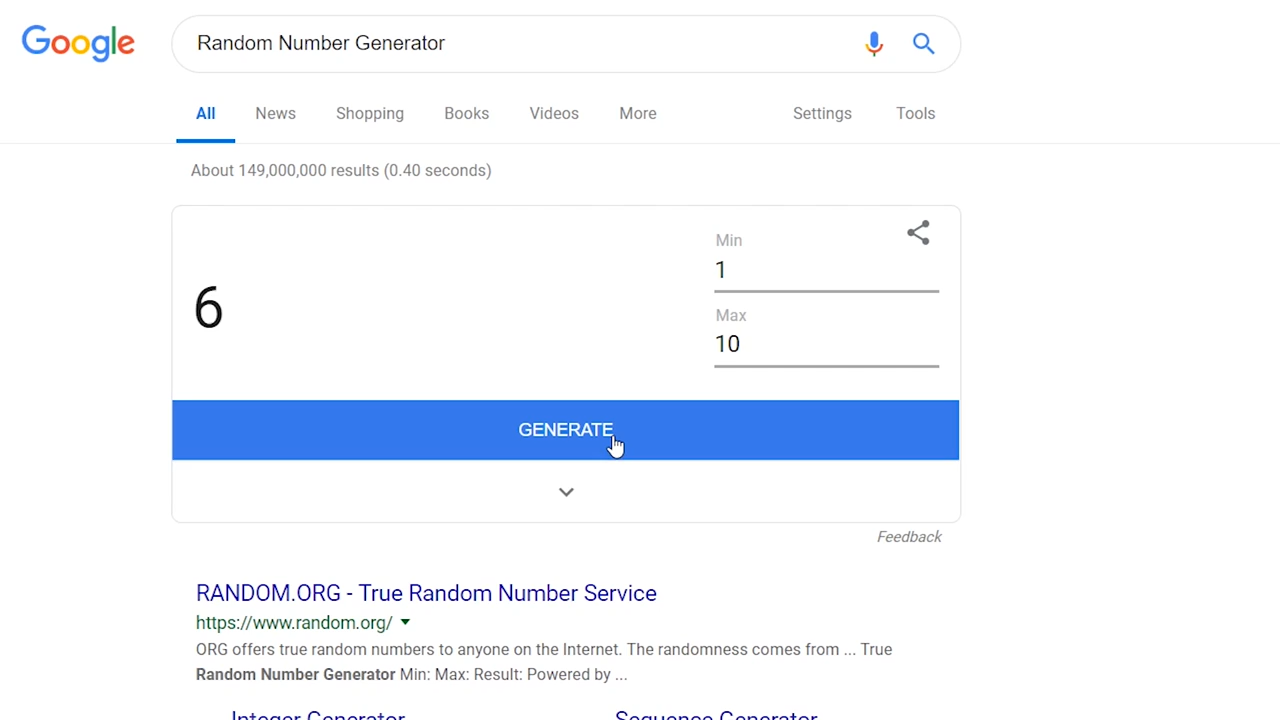 Google
Random Number Generator
All News Shopping Books Videos More Settings Tools
About 149,000,000 results (0.40 seconds)
Min
1
6
Max
10
GENERATE
Feedback
RANDOM.ORG - True Random Number Service
https://www.random.org/
ORG offers true random numbers to anyone on the Internet. The randomness comes from ... True
Random Number Generator Min: Max: Result: Powered by ...
Integer Generator Sequence Generator